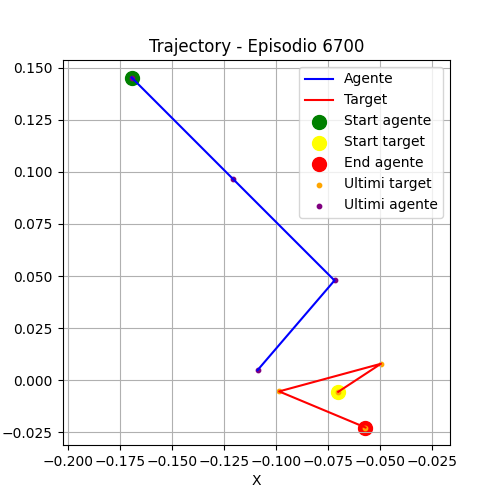 Trajectory - Episodio 6700
0.150
0.125
0.100
0.075
0.050
0.025
0.000
−0.025
Agente
Target
Start agente
Start target
End agente
Ultimi target
Ultimi agente
−0.200 −0.175 −0.150 −0.125 −0.100 −0.075 −0.050 −0.025
X